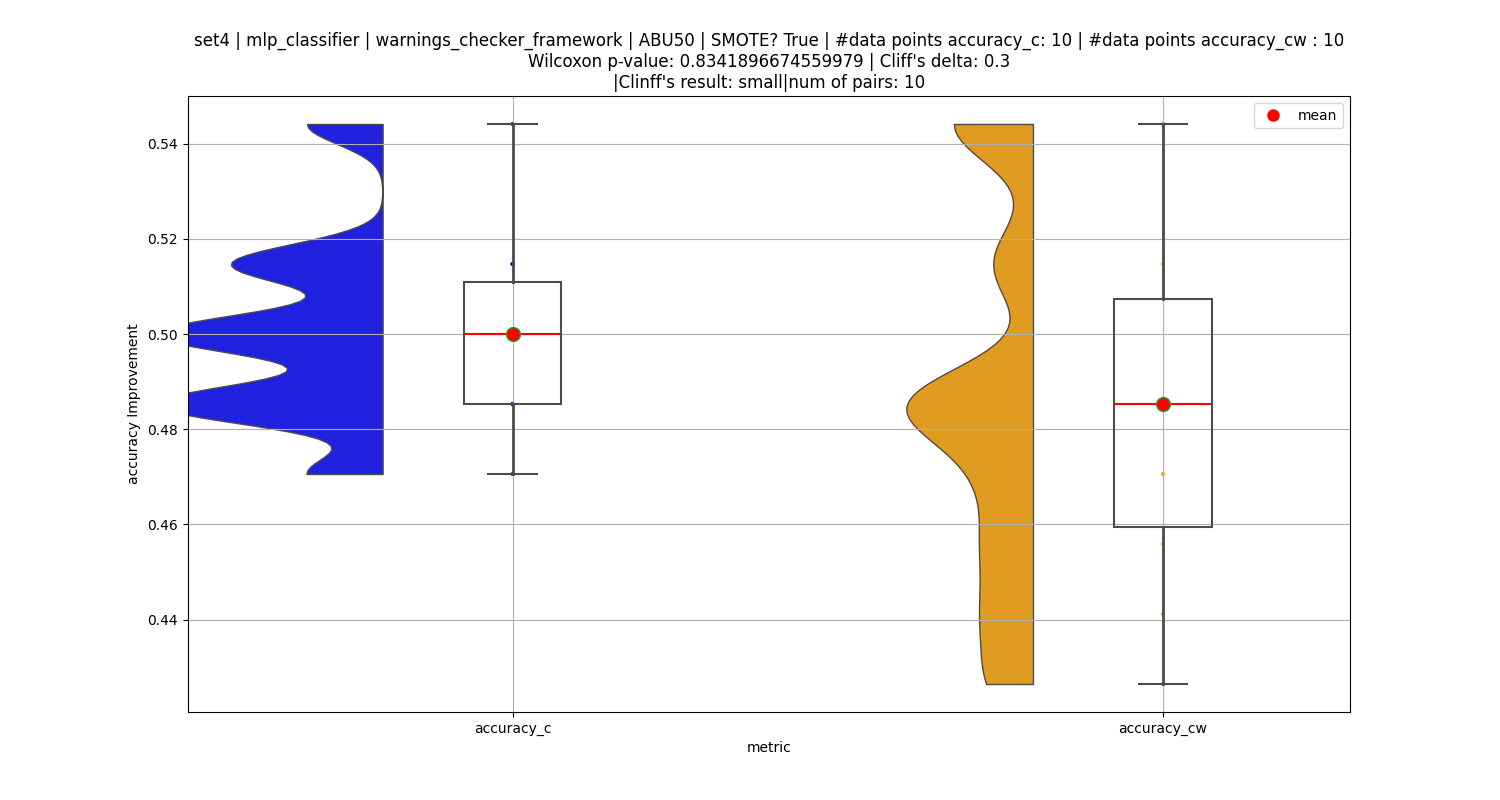 set4 | mlp_classifier | warnings_checker_framework | ABU50 | SMOTE? True | #data points accuracy_c: 10 | #data points accuracy_cw : 10
Wilcoxon p-value: 0.8341896674559979 | Cliff's delta: 0.3
|Clinff's result: small|num of pairs: 10
mean
0.54
0.52
0.50
0.48
0.46
0.44
accuracy Improvement
accuracy_c
accuracy_cw
metric